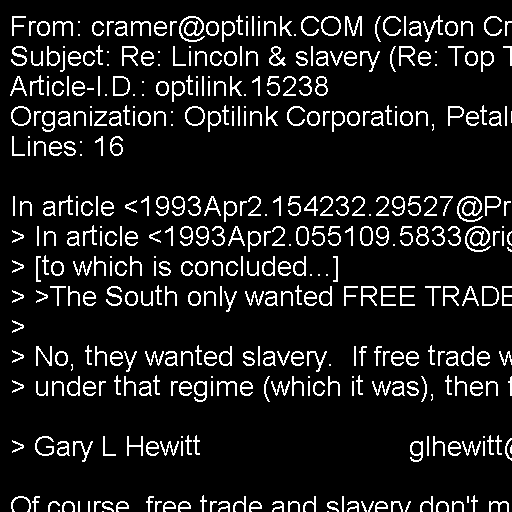 From: cramer@optilink.COM (Clayton Cr
Subject: Re: Lincoln & slavery (Re: Top T
Article-I.D.: optilink.15238
Organization: Optilink Corporation, Petal
Lines: 16

In article <1993Apr2.154232.29527@Pr
> In article <1993Apr2.055109.5833@rig
> [to which is concluded...]
> >The South only wanted FREE TRADE
>
> No, they wanted slavery.  If free trade w
> under that regime (which it was), then f

> Gary L Hewitt                          glhewitt@

Of course, free trade and slavery don't m